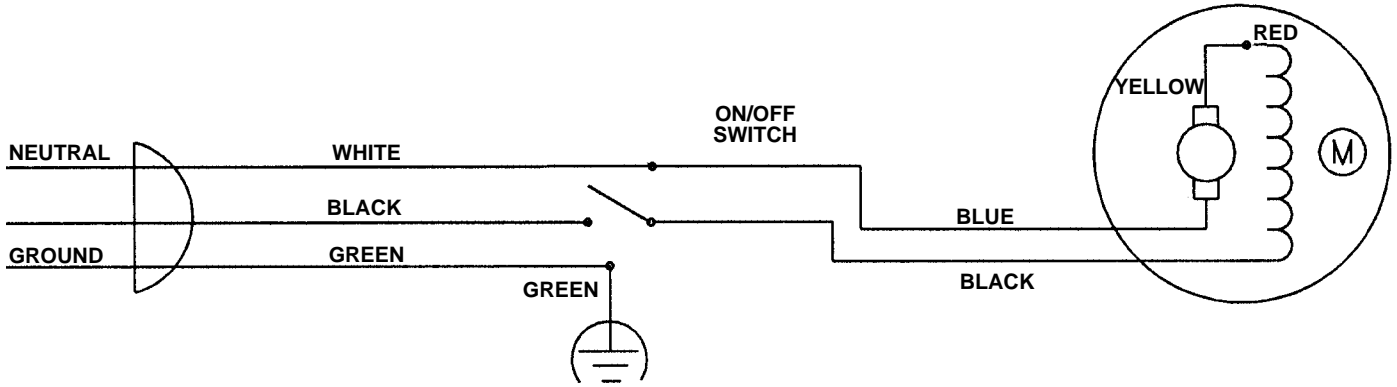 RED
YELLOW
ON/OFF
SWITCH
NEUTRAL
WHITE
M
BLACK
BLUE
GROUND
GREEN
GREEN
BLACK